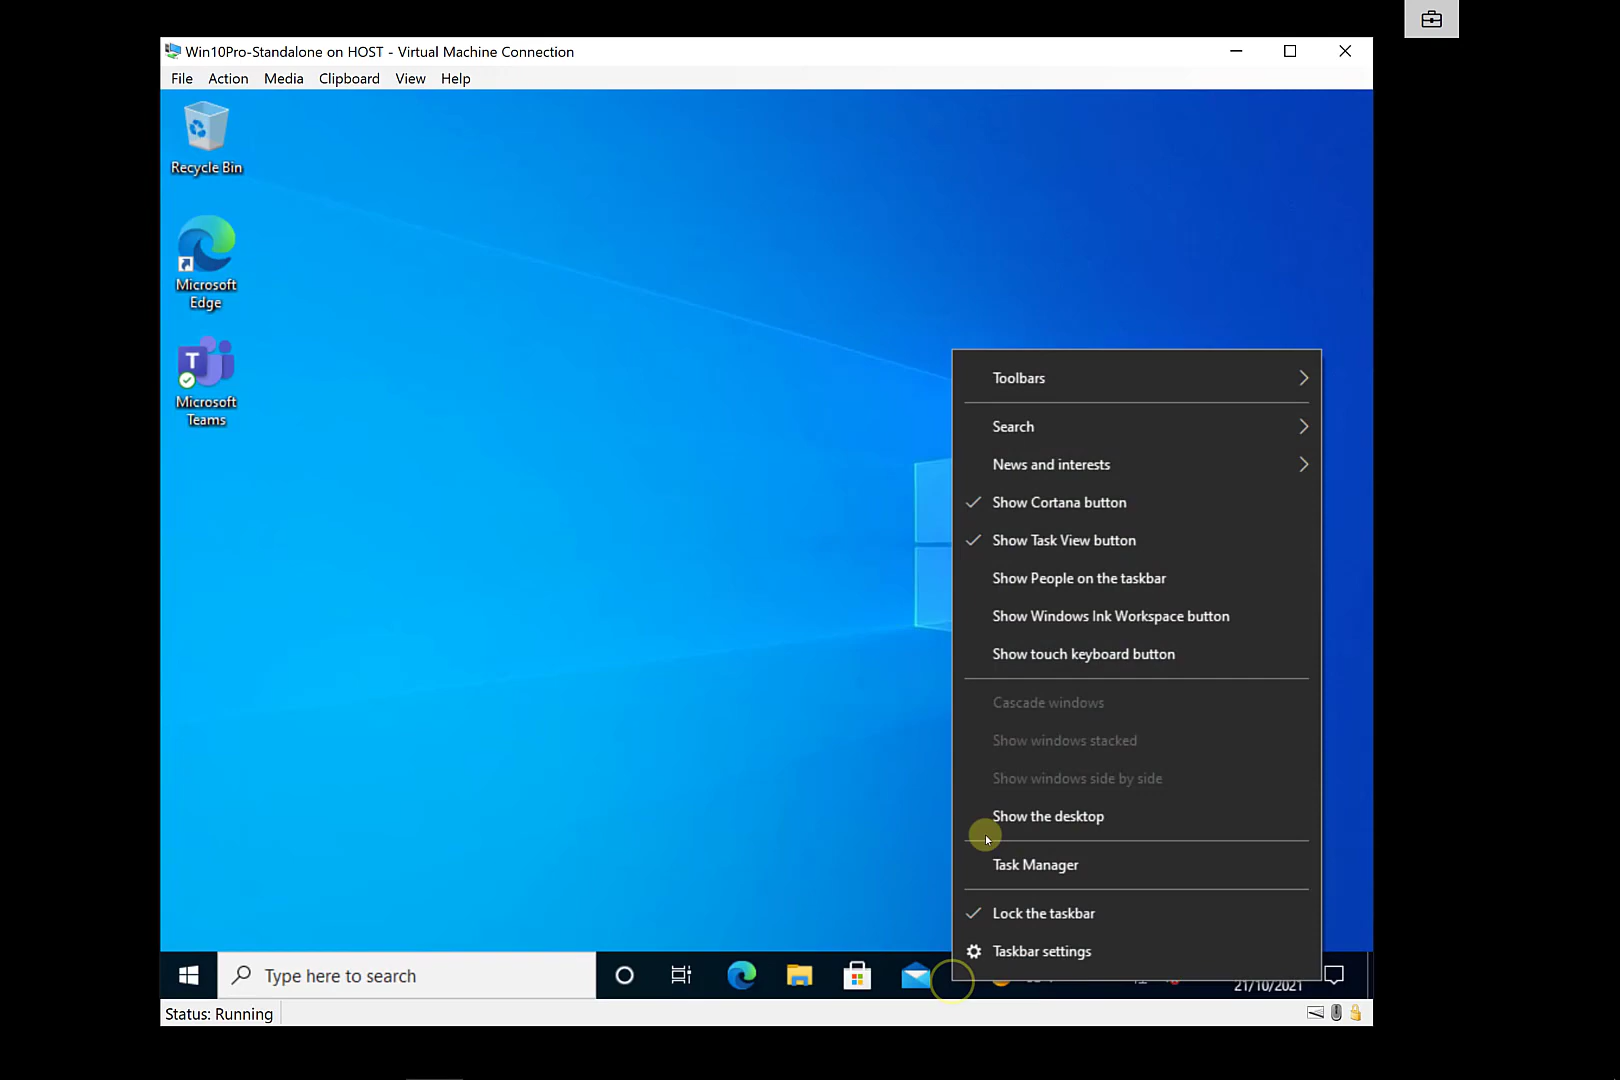 Win10Pro-Standalone on HOST - Virtual Machine Connection
File Action Media Clipboard View Help
Recycle Bin
Microsoft
Edge
T
Microsoft
Teams
Toolbars
Search
News and interests
Show Cortana button
Show Task View button
Show People on the taskbar
Show Windows Ink Workspace button
Show touch keyboard button
Cascade windows
Show windows stacked
Show windows side by side
Show the desktop
Task Manager
Lock the taskbar
Taskbar settings
Type here to search
21/10/2021
Status: Running